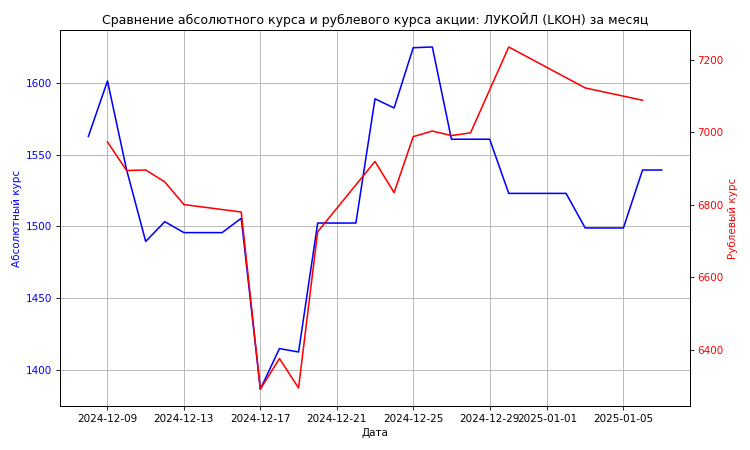 Сравнение абсолютного курса и рублевого курса акции: ЛУКОЙЛ (LKOH) за месяц
1600
1550
1500
1450
1400
Абсолютный курс
7200
7000
6800
6600
6400
Рублевый курс
2024-12-09 2024-12-13 2024-12-17 2024-12-21 2024-12-25 2024-12-29 2025-01-01 2025-01-05
Дата